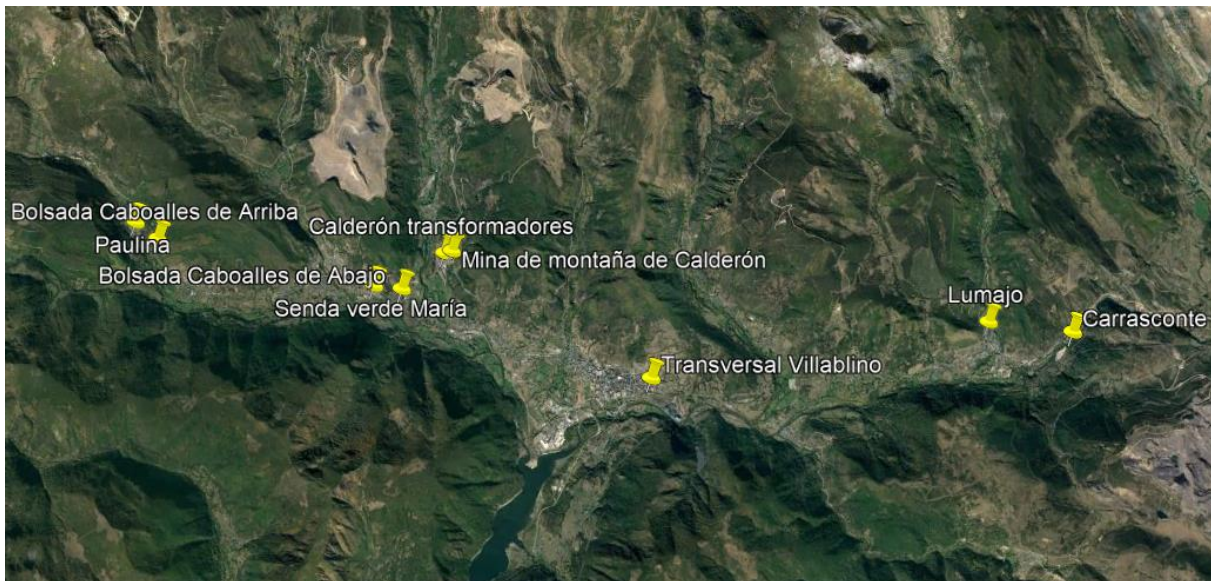 Bolsada Caboalles de Arriba
Calderón transformadores
Paulina
Mina de montaña de Calderón
Bolsada Caboalles de Abajo
Senda verde María
Lumajo
Carrasconte
Transversal Villablino